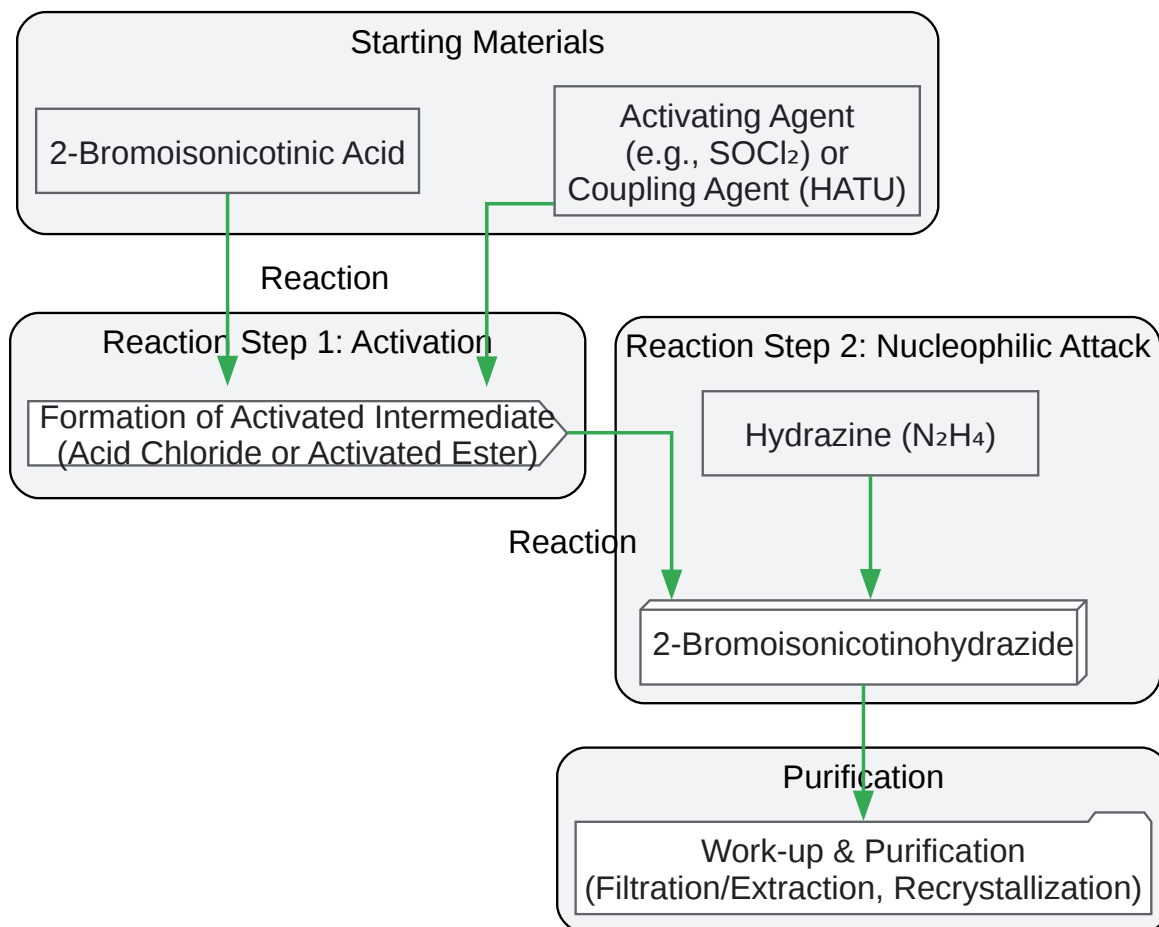 Starting Materials
2-Bromoisonicotinic Acid
Activating Agent
(e.g., SOCl₂) or
Coupling Agent (HATU)
Reaction
Reaction Step 1: Activation
Formation of Activated Intermediate
(Acid Chloride or Activated Ester)
Reaction Step 2: Nucleophilic Attack
Hydrazine (N₂H₄)
Reaction
2-Bromoisonicotinohydrazide
Purification
Work-up & Purification
(Filtration/Extraction, Recrystallization)